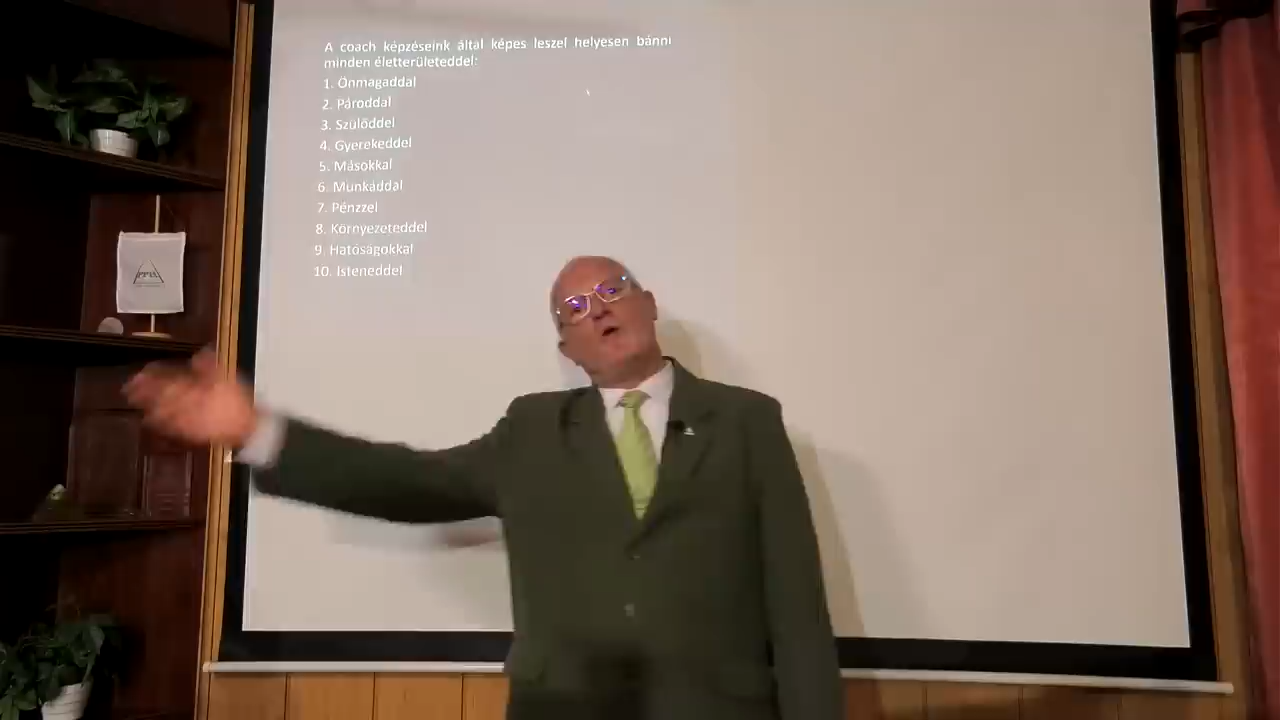 A coach képzéseink által képes leszel helyesen bánni
minden életterületeddel:
1. Önmagaddal
2. Pároddal
3. Szülőddel
4. Gyerekeddel
5. Másokkal
6. Munkáddal
7. Pénzzel
8. Környezeteddel
9. Hatóságokkal
10. Isteneddel